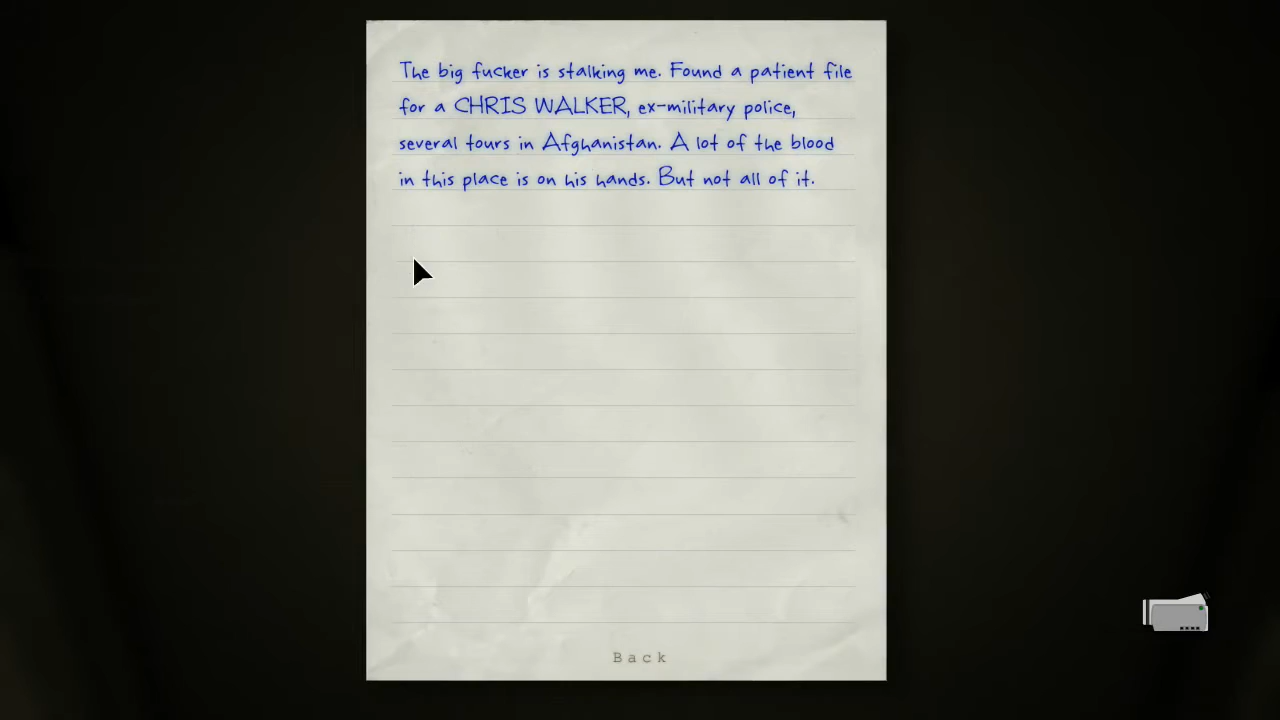 The big fucker is stalking me. Found a patient file
for a CHRIS WALKER, ex-military police,
several tours in Afghanistan. A lot of the blood
in this place is on his hands. But not all of it.
Back